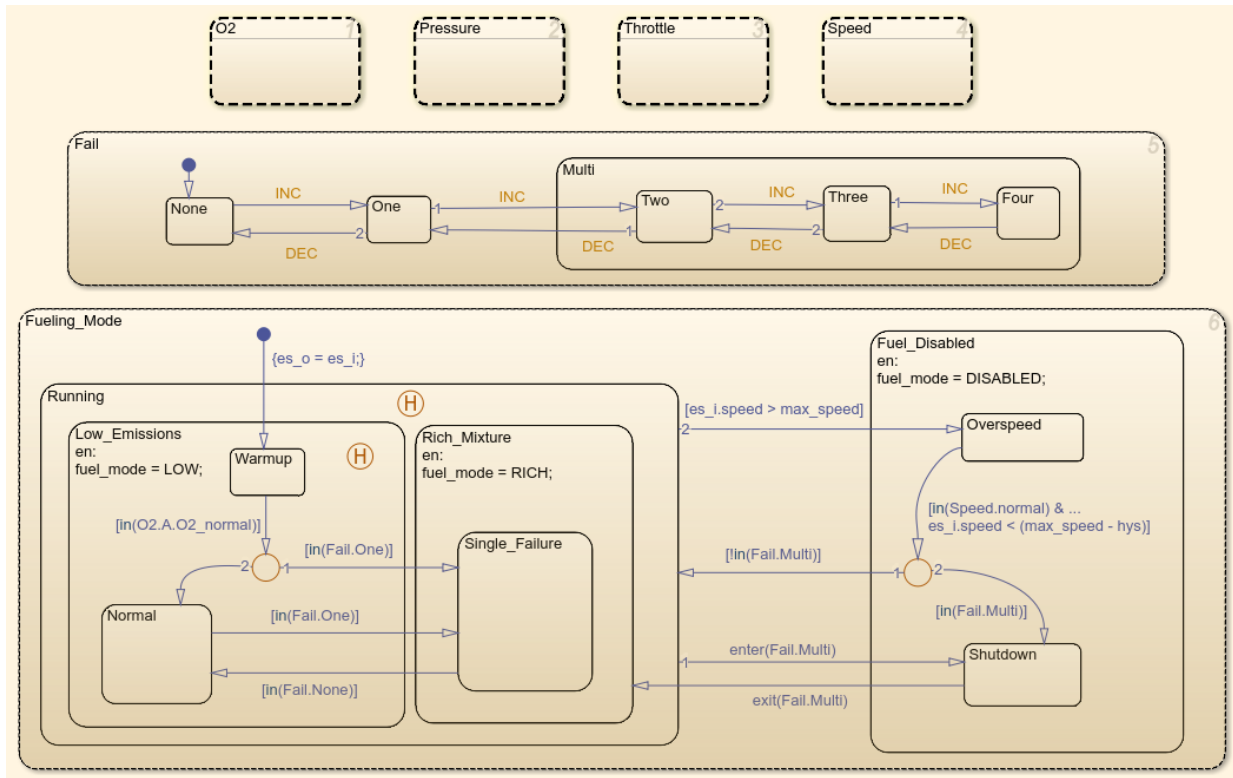 O2 1
Pressure 2
Throttle 3
Speed 4
Fail 5
None
INC
DEC
One
1
2
INC
DEC
Multi
Two
2
1
INC
DEC
Three
1
2
INC
DEC
Four
Fueling_Mode 6
{es_o = es_i;}
Running
H
Low_Emissions
en:
fuel_mode = LOW;
H
Warmup
[in(O2.A.O2_normal)]
2
1
[in(Fail.One)]
Normal
[in(Fail.One)]
[in(Fail.None)]
Rich_Mixture
en:
fuel_mode = RICH;
Single_Failure
[es_i.speed > max_speed]
2
[!in(Fail.Multi)]
1
enter(Fail.Multi)
exit(Fail.Multi)
Fuel_Disabled
en:
fuel_mode = DISABLED;
Overspeed
[in(Speed.normal) & ...
es_i.speed < (max_speed - hys)]
1
2
[in(Fail.Multi)]
Shutdown